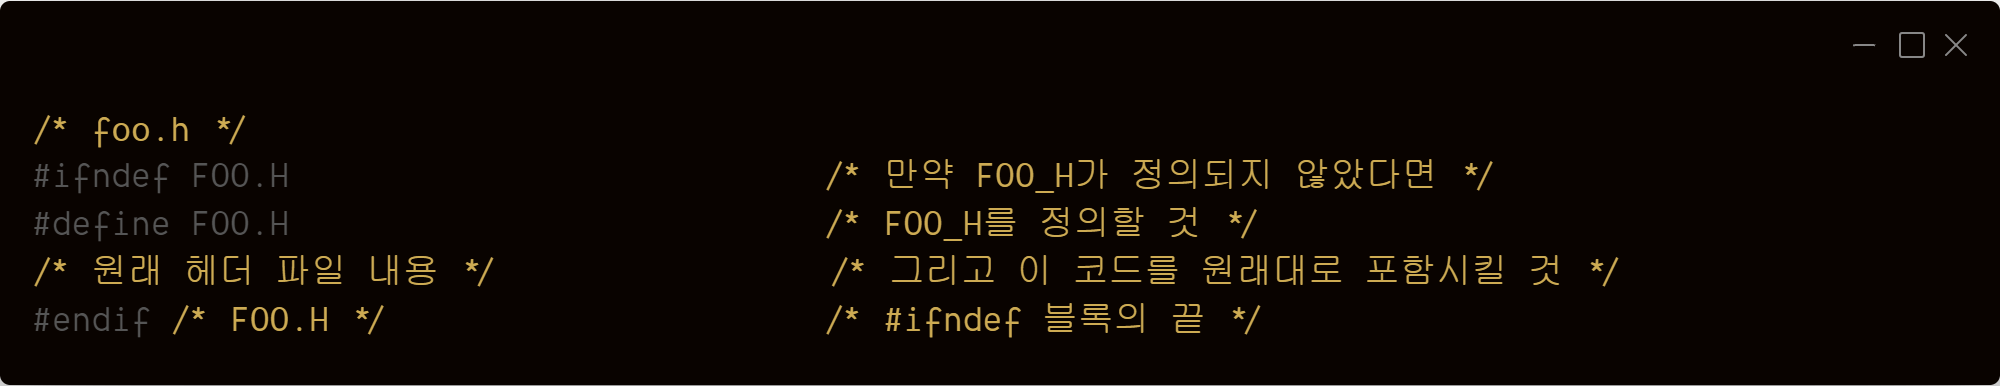 /* foo.h */
#ifndef FOO.H /* 만약 FOO_H가 정의되지 않았다면 */
#define FOO.H /* FOO_H를 정의할 것 */
/* 원래 헤더 파일 내용 */ /* 그리고 이 코드를 원래대로 포함시킬 것 */
#endif /* FOO.H */ /* #ifndef 블록의 끝 */